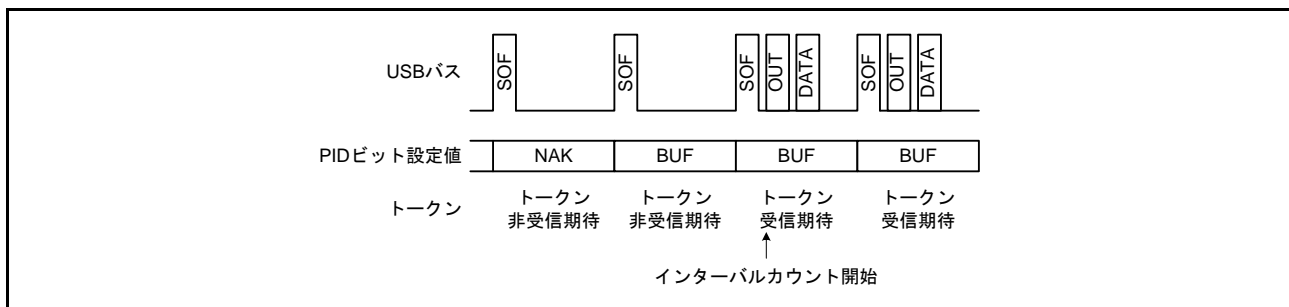 USBバス
SOF
SOF
SOF
OUT
DATA
SOF
OUT
DATA
PIDビット設定値
NAK
BUF
BUF
BUF
トークン
トークン
非受信期待
トークン
非受信期待
トークン
受信期待
トークン
受信期待
インターバルカウント開始